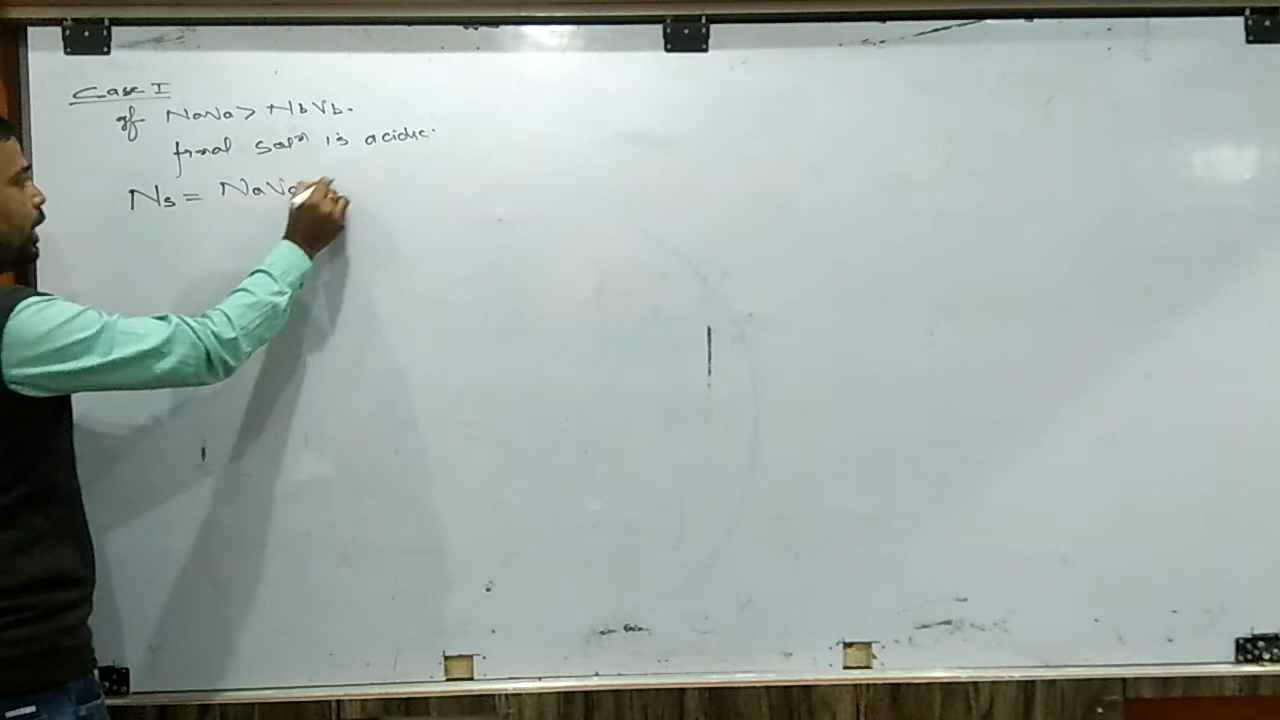 Case I
If NaVa > NbVb.
final solⁿ is acidic.
Ns = NaVa